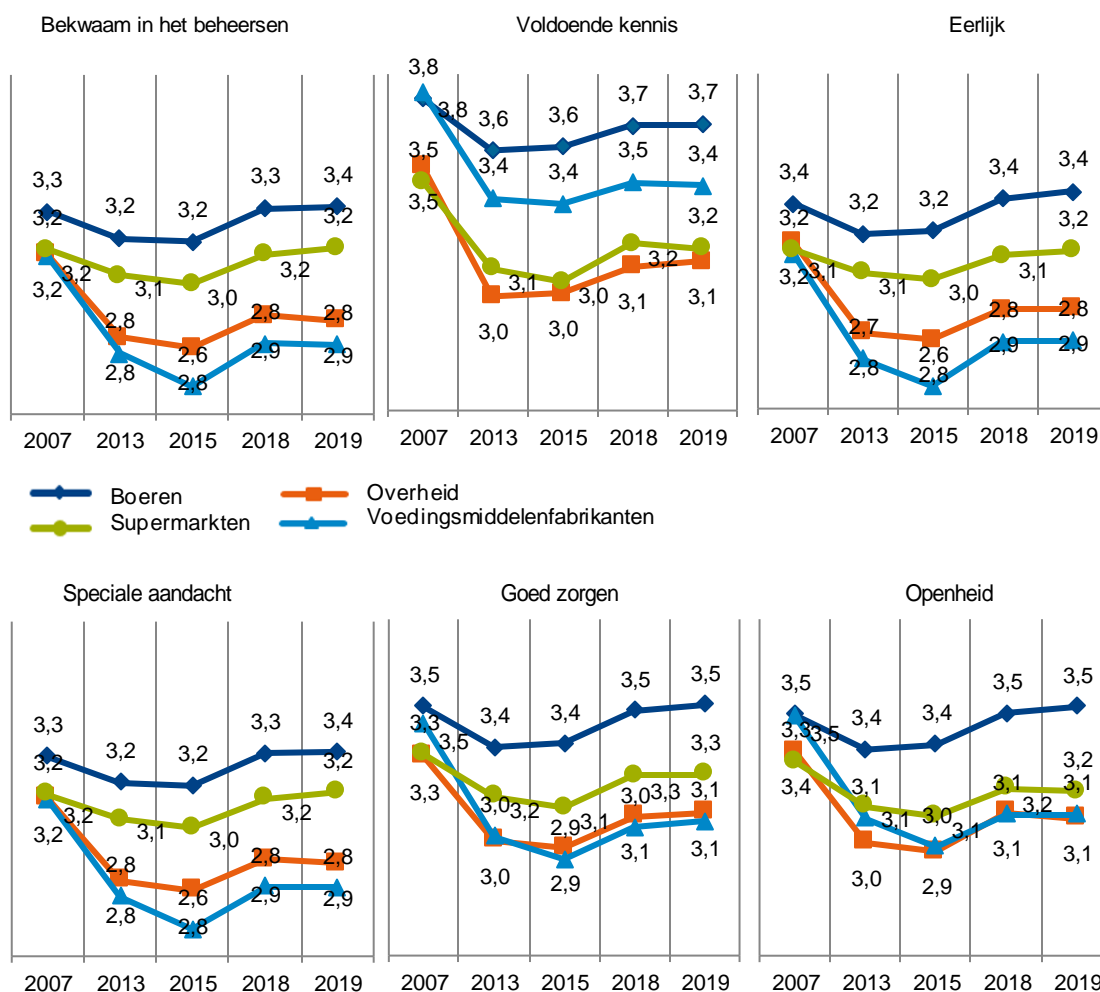 Bekwaam in het beheersen
Voldoende kennis
Eerlijk
3,3 3,2 3,2 3,3 3,4
3,2 3,2
3,2 3,1 3,0 3,2
3,2
2,8 2,6 2,8 2,8
2,8 2,8 2,9 2,9
2007 2013 2015 2018 2019
3,8
3,8 3,6 3,6 3,7 3,7
3,5 3,4 3,4 3,5 3,4
3,5 3,2
3,1 3,0 3,2
3,0 3,0 3,1 3,1
2007 2013 2015 2018 2019
3,4 3,2 3,2 3,4 3,4
3,2 3,2
3,2 3,1 3,1 3,0 3,1
2,7 2,6 2,8 2,8
2,8 2,8 2,9 2,9
2007 2013 2015 2018 2019
Boeren
Overheid
Supermarkten
Voedingsmiddelenfabrikanten
Speciale aandacht
Goed zorgen
Openheid
3,3 3,2 3,2 3,3 3,4
3,2 3,2
3,2 3,1 3,0 3,2
3,2
2,8 2,6 2,8 2,8
2,8 2,8 2,9 2,9
2007 2013 2015 2018 2019
3,5 3,4 3,4 3,5 3,5
3,3 3,5 3,3
3,3 3,0 3,2 2,9 3,1 3,0 3,3 3,1
3,0 2,9 3,1 3,1
2007 2013 2015 2018 2019
3,5 3,4 3,4 3,5 3,5
3,3 3,5 3,2
3,4 3,1 3,1 3,0 3,1 3,1 3,2 3,1
3,0 2,9 3,1 3,1
2007 2013 2015 2018 2019